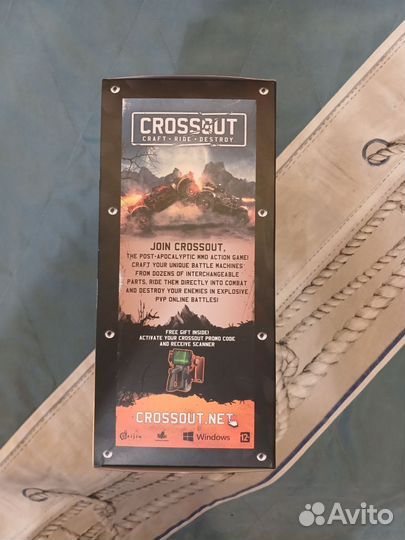 CROSSOUT
CRAFT • RIDE • DESTROY
JOIN CROSSOUT,
THE POST-APOCALYPTIC MMO ACTION GAME!
CRAFT YOUR UNIQUE BATTLE MACHINES
FROM DOZENS OF INTERCHANGEABLE
PARTS, RIDE THEM DIRECTLY INTO COMBAT
AND DESTROY YOUR ENEMIES IN EXPLOSIVE
PVP ONLINE BATTLES!
FREE GIFT INSIDE!
ACTIVATE YOUR CROSSOUT PROMO CODE
AND RECEIVE SCANNER
CROSSOUT.NET
Gaijin
Windows
12+
Avito